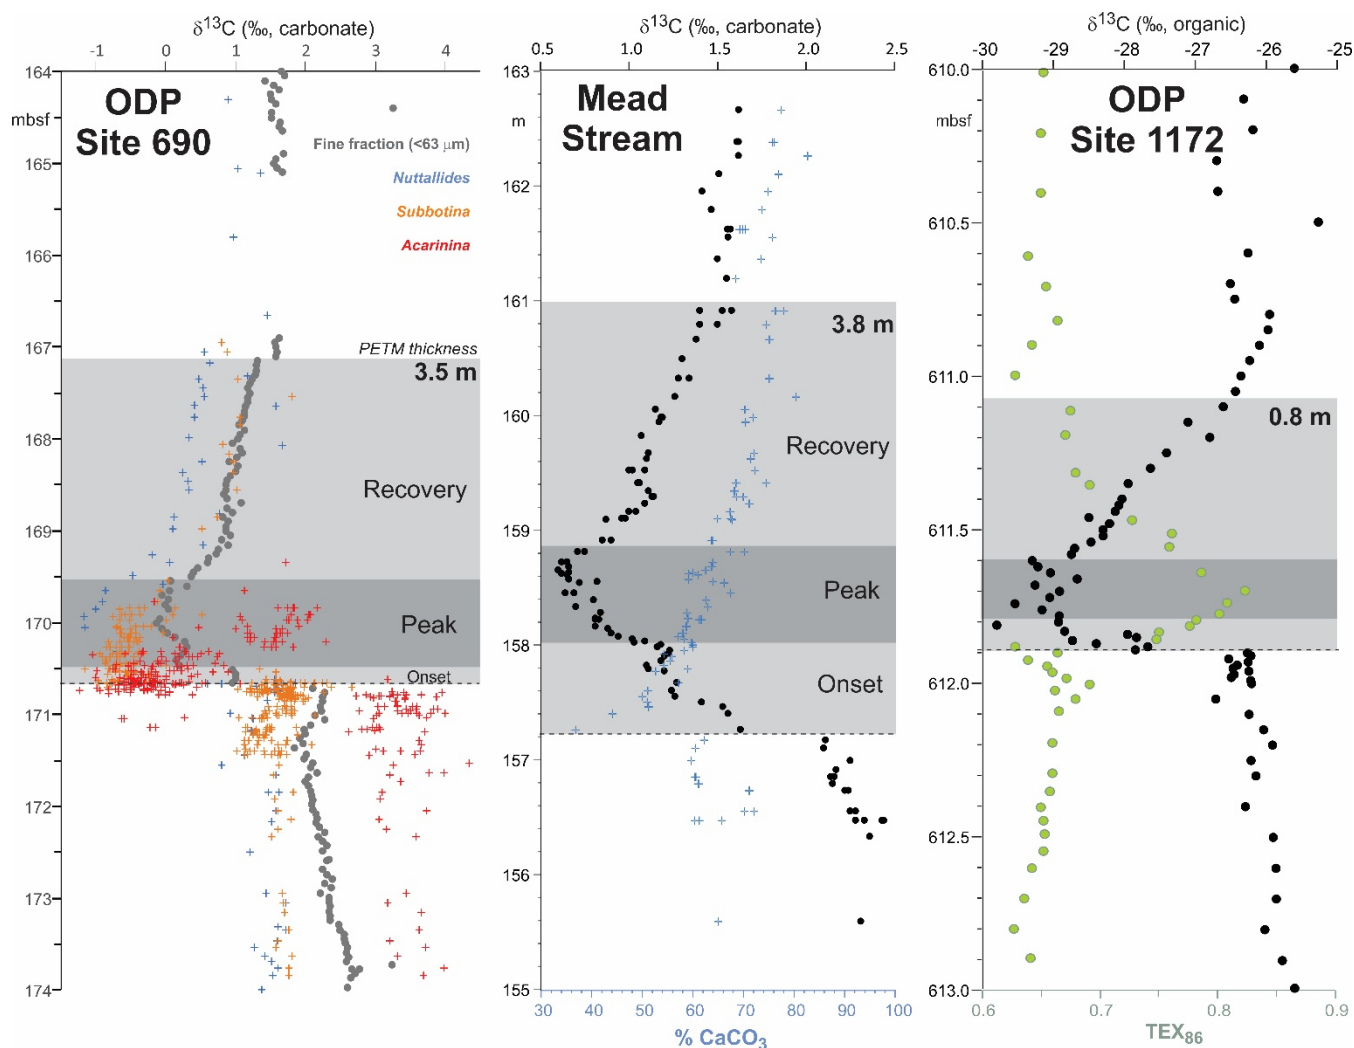 δ13C (‰, carbonate)
-1 0 1 2 3 4
164
mbsf
165
166
167
168
169
170
171
172
173
174
ODP
Site 690
Fine fraction (<63 μm)
Nuttallides
Subbotina
Acarinina
PETM thickness
3.5 m
Recovery
Peak
Onset
δ13C (‰, carbonate)
0.5 1.0 1.5 2.0 2.5
163
m
162
161
160
159
158
157
156
155
Mead
Stream
3.8 m
Recovery
Peak
Onset
30 40 50 60 70 80 90 100
% CaCO3
δ13C (‰, organic)
-30 -29 -28 -27 -26 -25
610.0
mbsf
610.5
611.0
611.5
612.0
612.5
613.0
ODP
Site 1172
0.8 m
0.6 0.7 0.8 0.9
TEX86